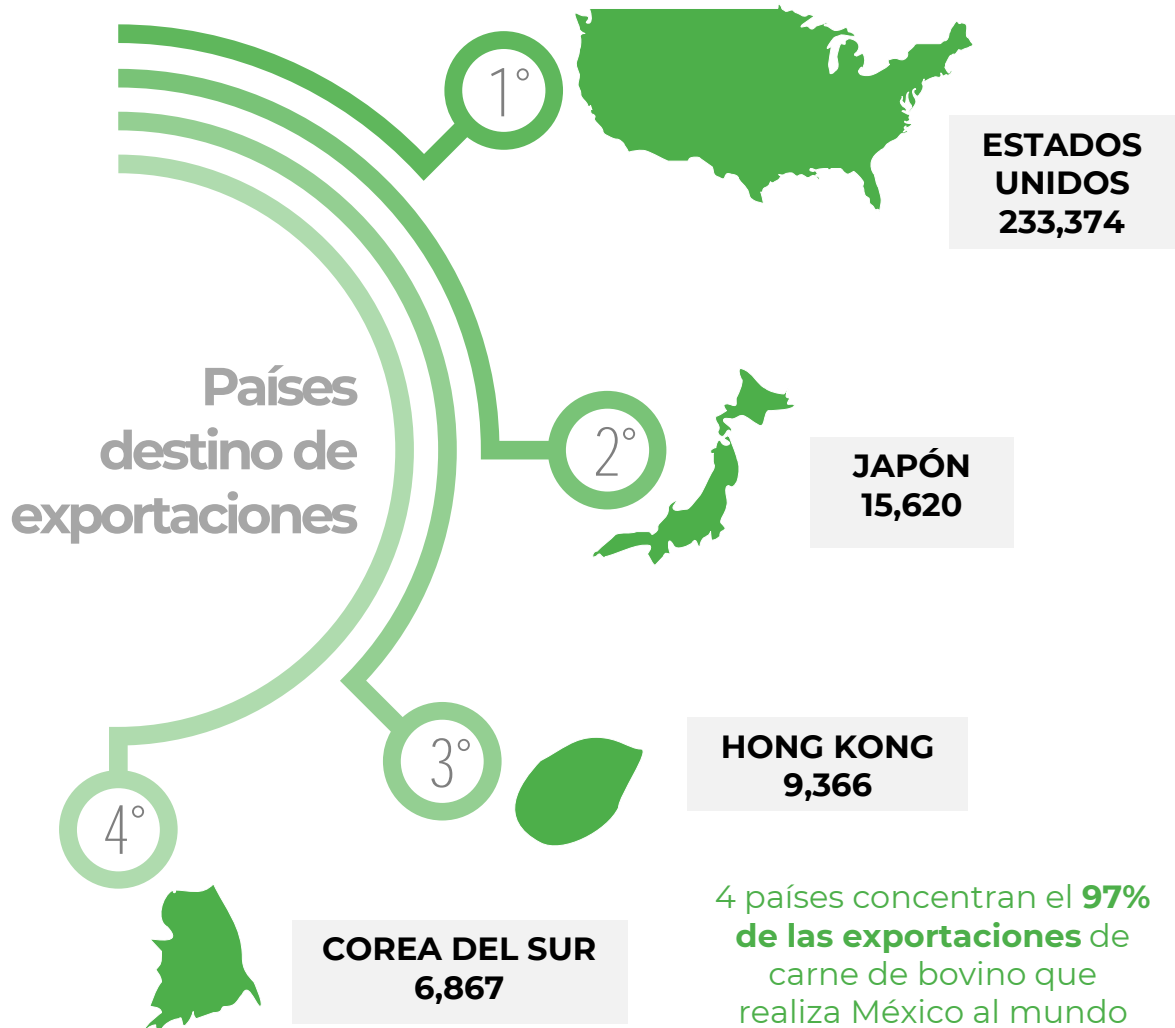 1°
ESTADOS
UNIDOS
233,374
Países
destino de
exportaciones
2°
JAPÓN
15,620
3°
HONG KONG
9,366
4°
COREA DEL SUR
6,867
4 países concentran el 97%
de las exportaciones de
carne de bovino que
realiza México al mundo